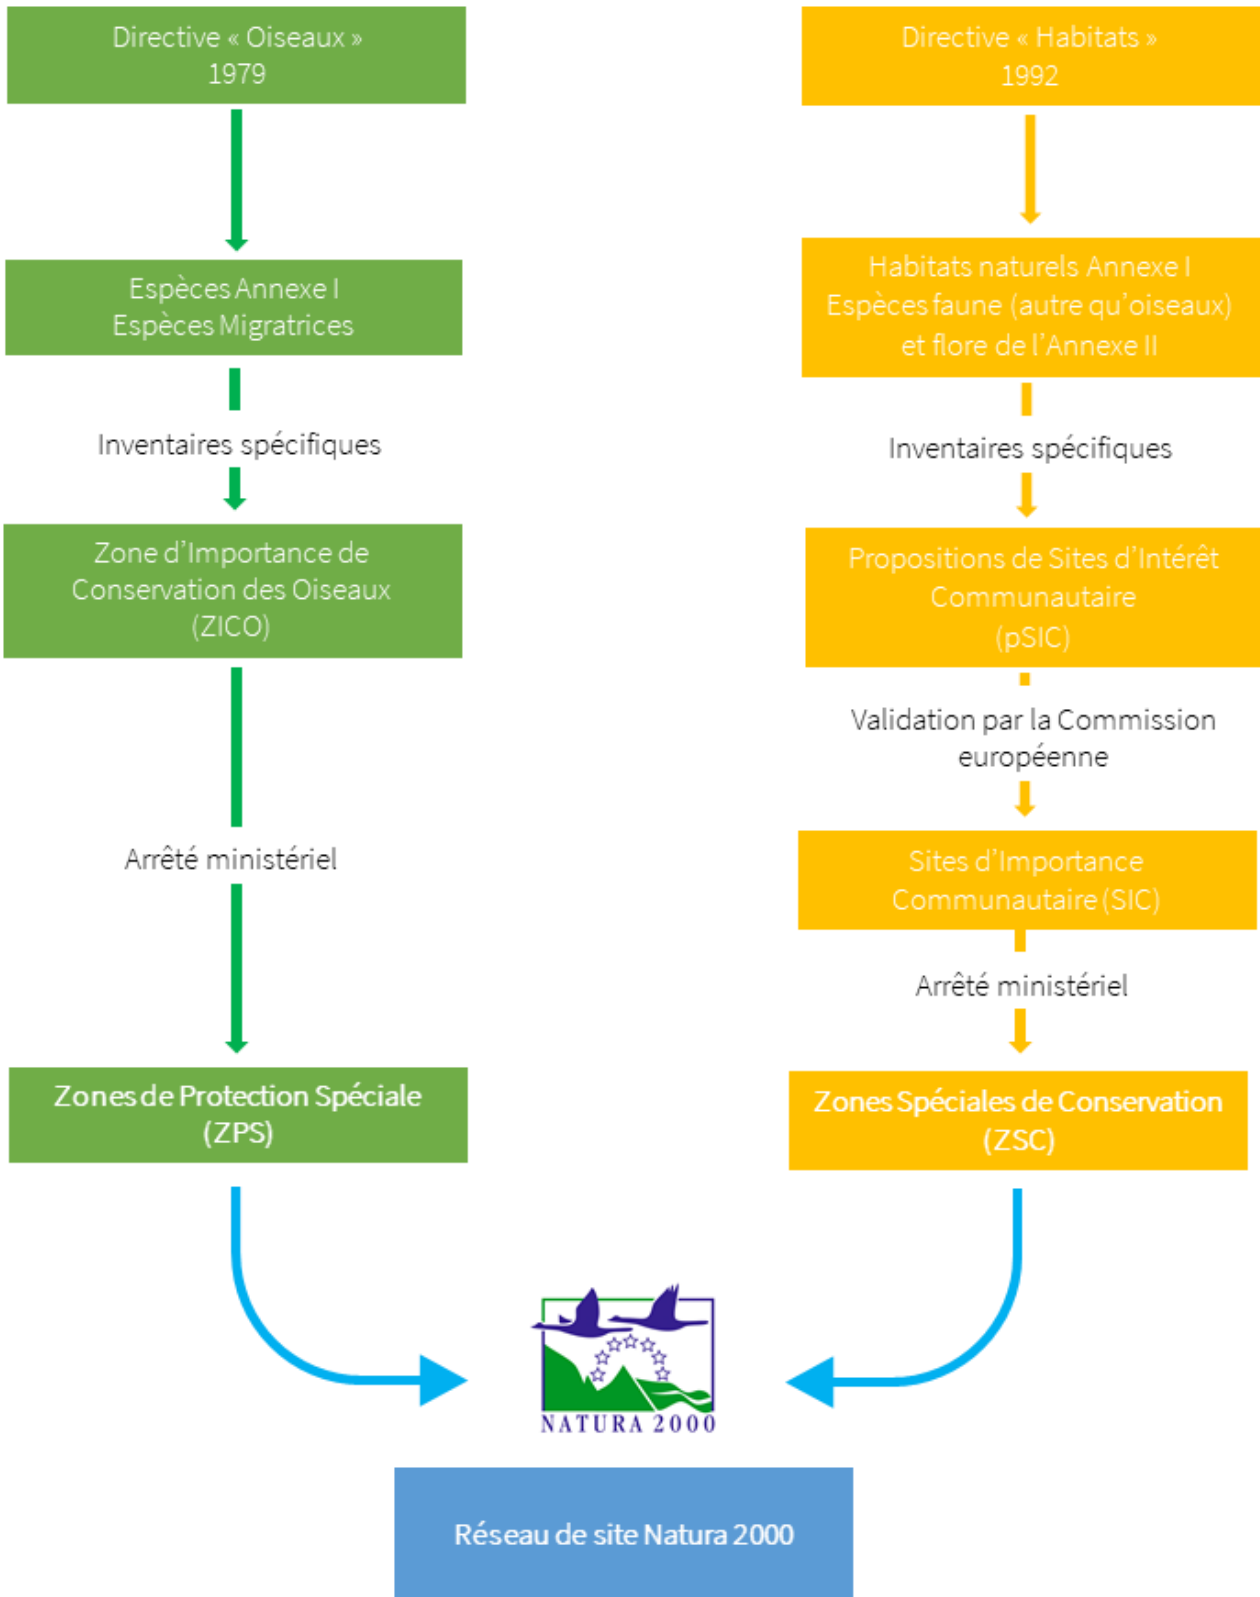 Directive « Oiseaux »
1979
Espèces Annexe I
Espèces Migratrices
Inventaires spécifiques
Zone d’Importance de
Conservation des Oiseaux
(ZICO)
Arrêté ministériel
Zones de Protection Spéciale
(ZPS)
Directive « Habitats »
1992
Habitats naturels Annexe I
Espèces faune (autre qu’oiseaux)
et flore de l’Annexe II
Inventaires spécifiques
Propositions de Sites d’Intérêt
Communautaire
(pSIC)
Validation par la Commission
européenne
Sites d’Importance
Communautaire (SIC)
Arrêté ministériel
Zones Spéciales de Conservation
(ZSC)
NATURA 2000
Réseau de site Natura 2000